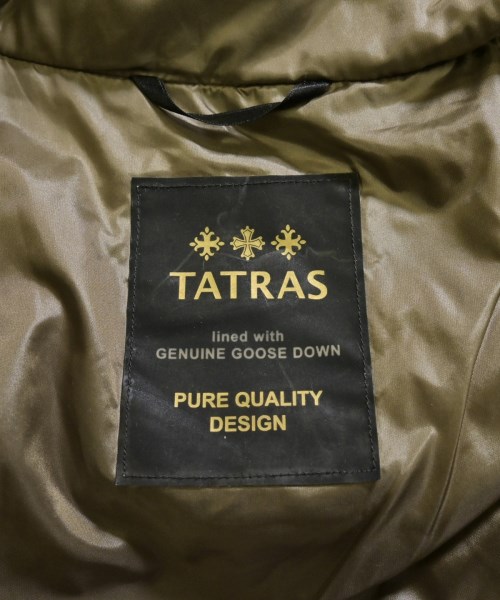 TATRAS
lined with
GENUINE GOOSE DOWN
PURE QUALITY
DESIGN